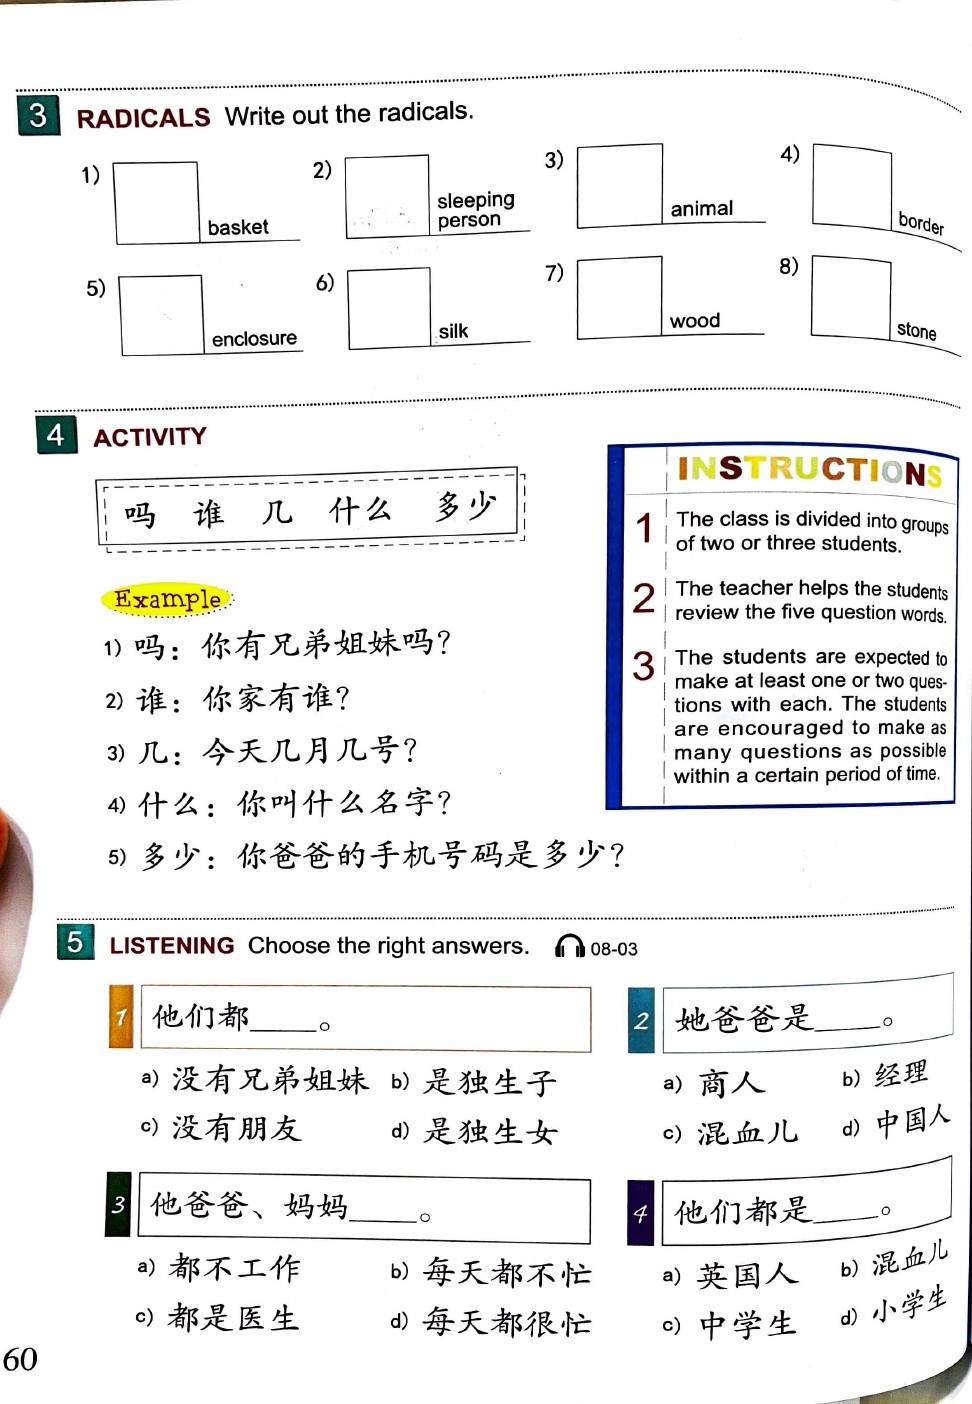 3 RADICALS Write out the radicals.
1) basket
2) sleeping
person
3) animal
4) border
5) enclosure
6) silk
7) wood
8) stone
4 ACTIVITY
吗 谁 几 什么 多少
Example
1) 吗：你有兄弟姐妹吗？
2) 谁：你家有谁？
3) 几：今天几月几号？
4) 什么：你叫什么名字？
5) 多少：你爸爸的手机号码是多少？
INSTRUCTIONS
1 The class is divided into groups
of two or three students.
2 The teacher helps the students
review the five question words.
3 The students are expected to
make at least one or two ques-
tions with each. The students
are encouraged to make as
many questions as possible
within a certain period of time.
5 LISTENING Choose the right answers. 08-03
1 他们都____。
a) 没有兄弟姐妹 b) 是独生子
c) 没有朋友 d) 是独生女
2 她爸爸是____。
a) 商人 b) 经理
c) 混血儿 d) 中国人
3 他爸爸、妈妈____。
a) 都不工作 b) 每天都不忙
c) 都是医生 d) 每天都很忙
4 他们都是____。
a) 英国人 b) 混血儿
c) 中学生 d) 小学生
60